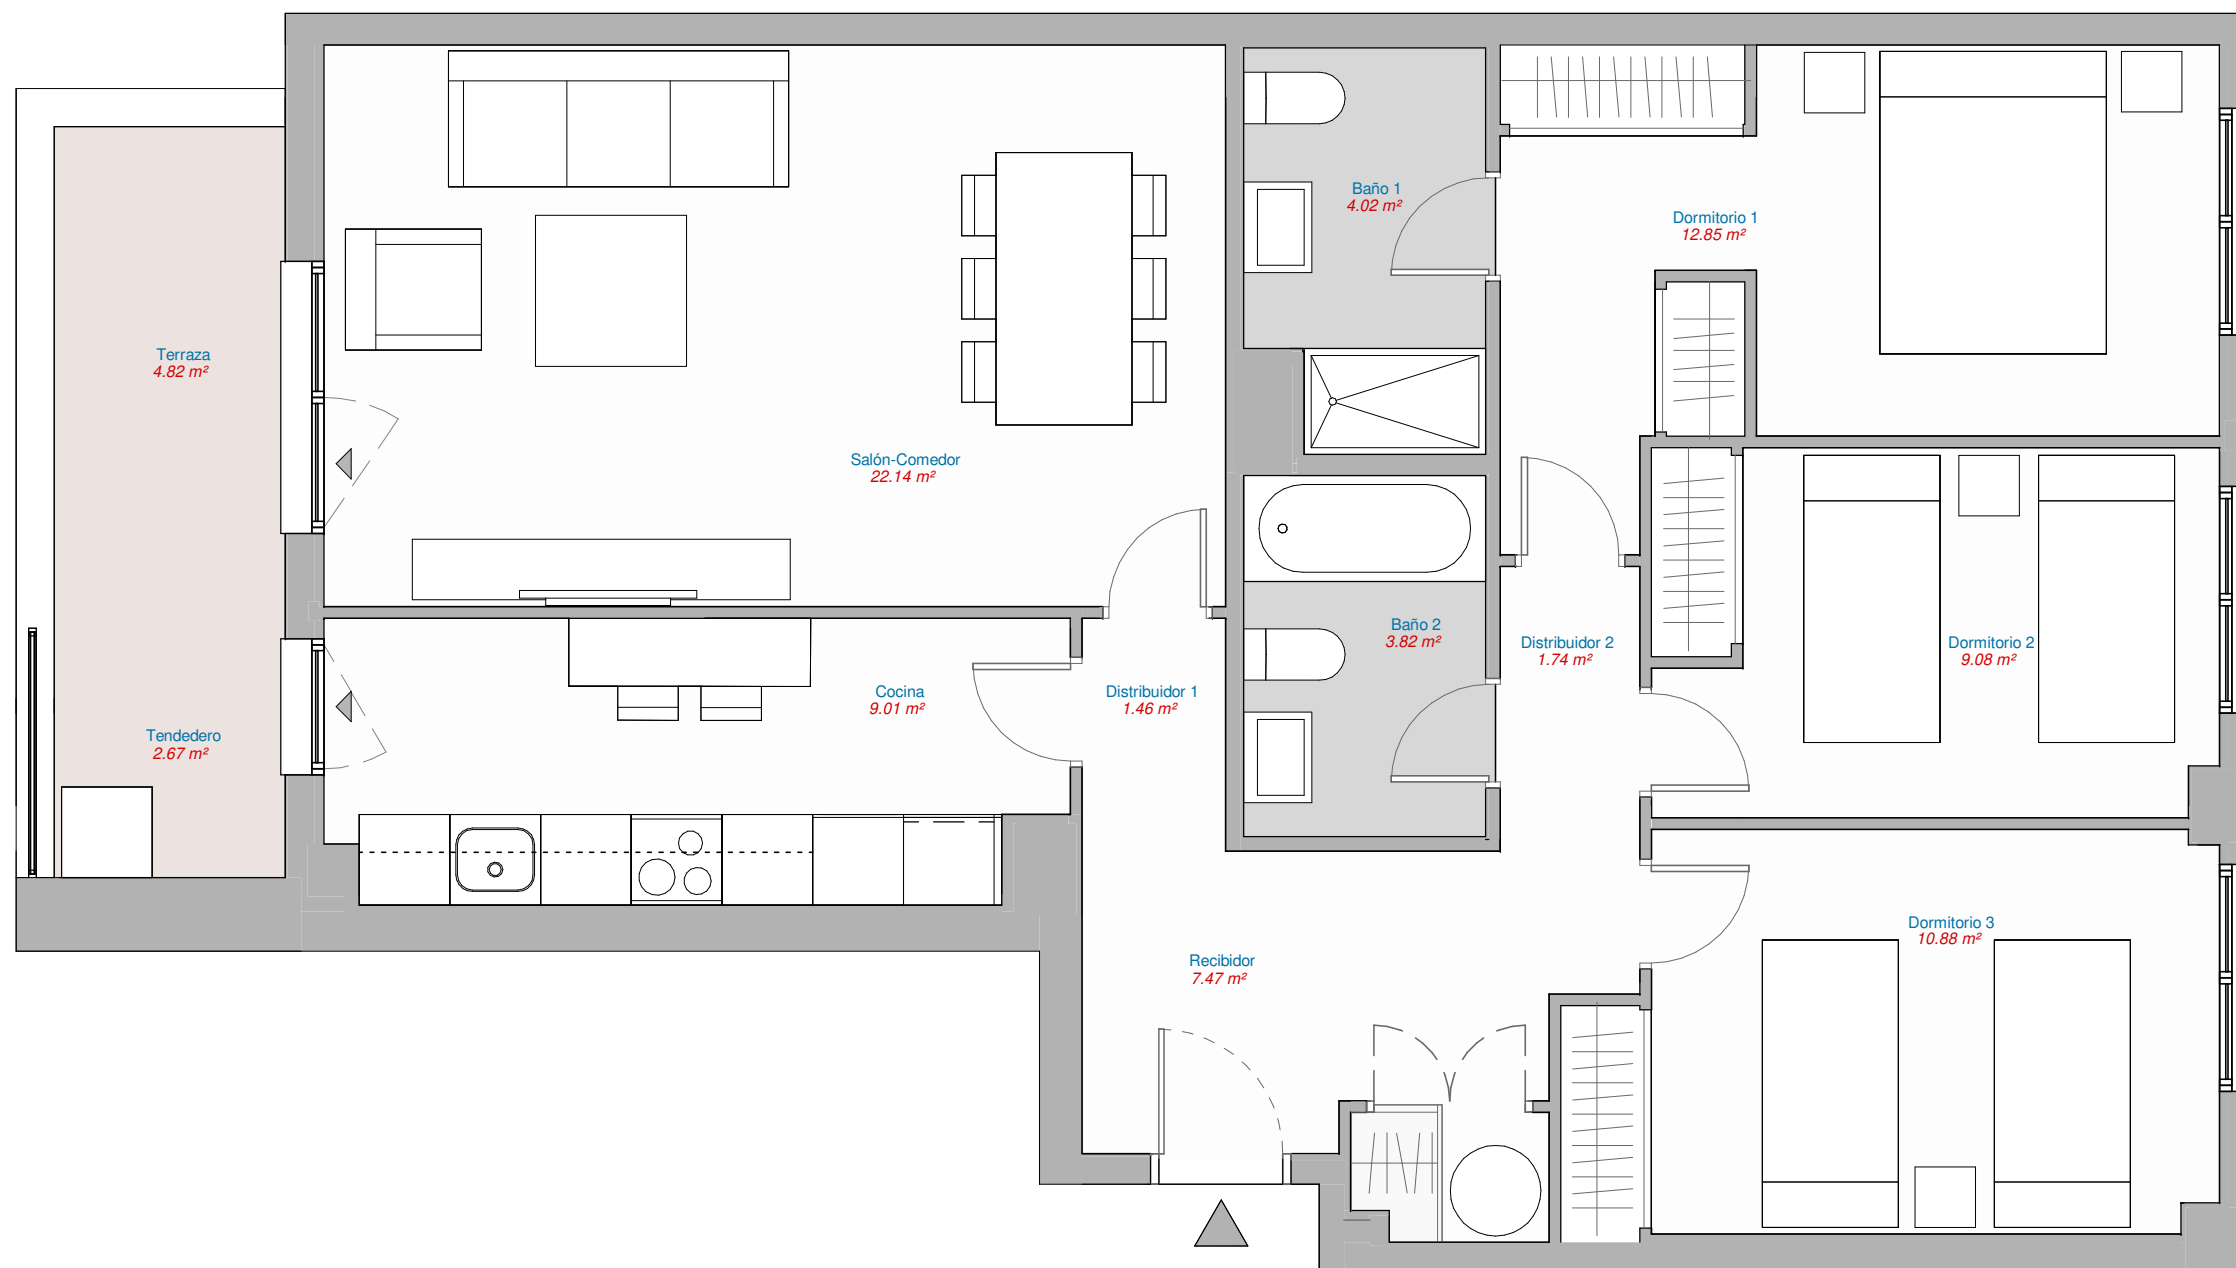 Baño 1
4.02 m²
Dormitorio 1
12.85 m²
Terraza
4.82 m²
Salón-Comedor
22.14 m²
Baño 2
3.82 m²
Distribuidor 2
1.74 m²
Dormitorio 2
9.08 m²
Cocina
9.01 m²
Distribuidor 1
1.46 m²
Tendedero
2.67 m²
Dormitorio 3
10.88 m²
Recibidor
7.47 m²